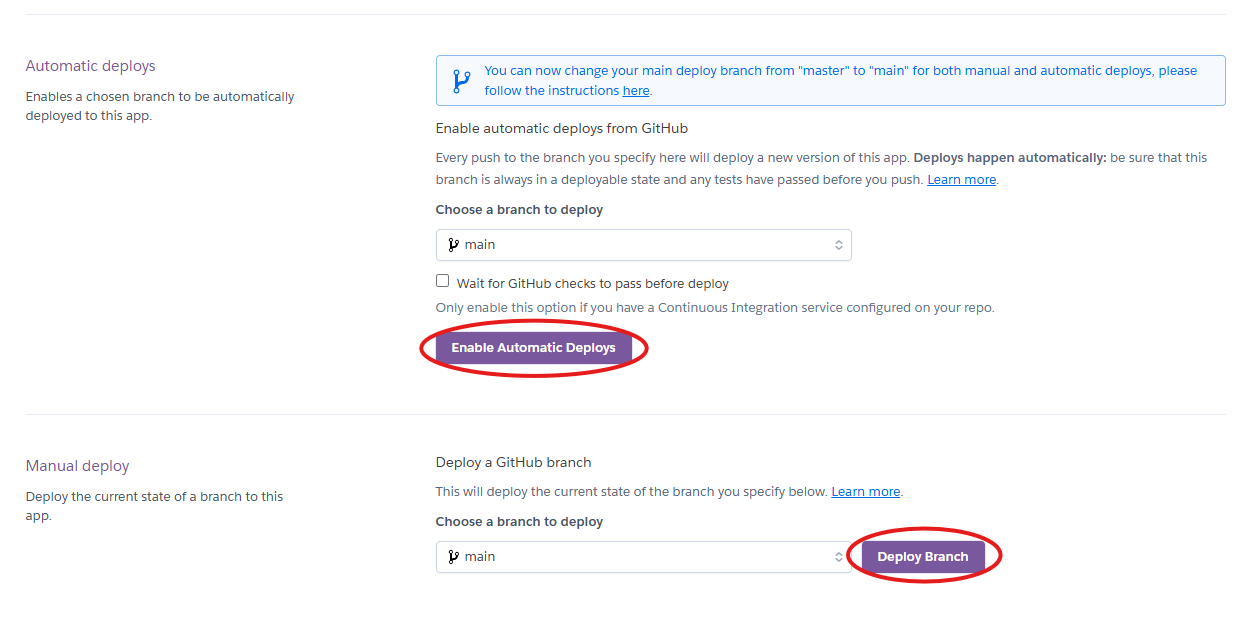 Automatic deploys
Enables a chosen branch to be automatically
deployed to this app.
You can now change your main deploy branch from "master" to "main" for both manual and automatic deploys, please
follow the instructions here.
Enable automatic deploys from GitHub
Every push to the branch you specify here will deploy a new version of this app. Deploys happen automatically: be sure that this
branch is always in a deployable state and any tests have passed before you push. Learn more.
Choose a branch to deploy
main
Wait for GitHub checks to pass before deploy
Only enable this option if you have a Continuous Integration service configured on your repo.
Enable Automatic Deploys
Manual deploy
Deploy the current state of a branch to this
app.
Deploy a GitHub branch
This will deploy the current state of the branch you specify below. Learn more.
Choose a branch to deploy
main
Deploy Branch